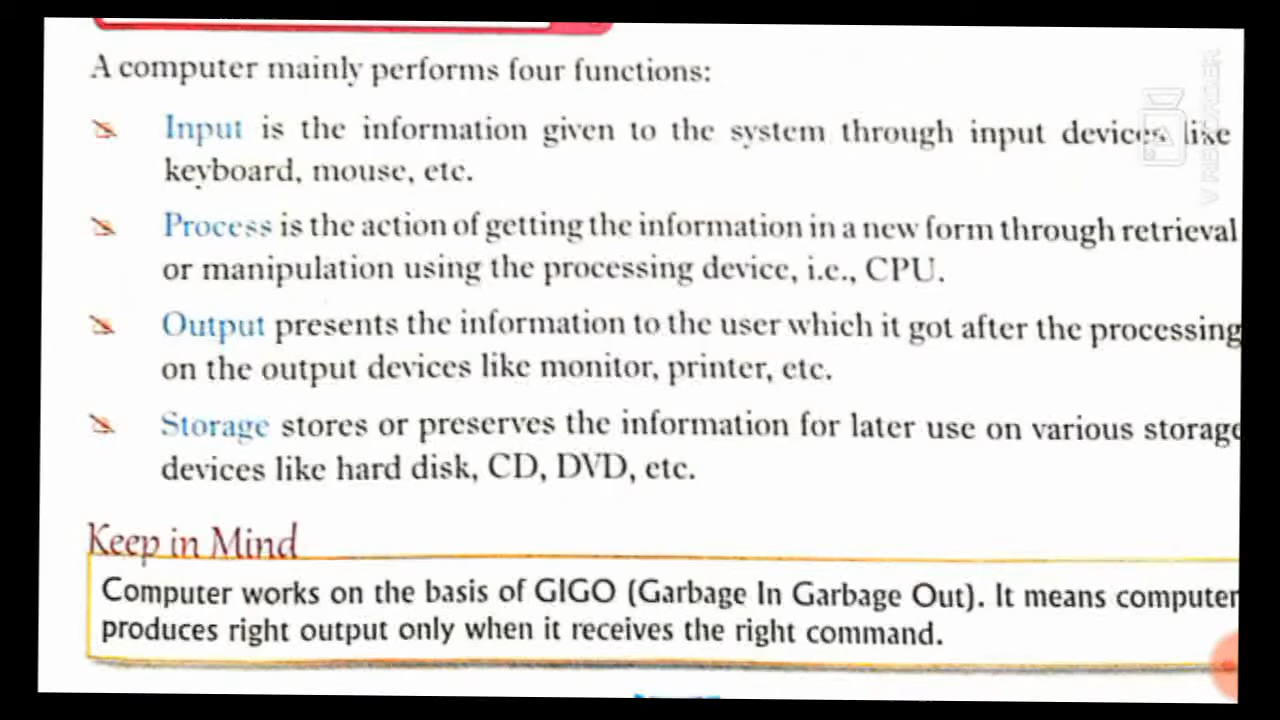 A computer mainly performs four functions:
Input is the information given to the system through input devices like
keyboard, mouse, etc.
Process is the action of getting the information in a new form through retrieval
or manipulation using the processing device, i.e., CPU.
Output presents the information to the user which it got after the processing
on the output devices like monitor, printer, etc.
Storage stores or preserves the information for later use on various storage
devices like hard disk, CD, DVD, etc.
Keep in Mind
Computer works on the basis of GIGO (Garbage In Garbage Out). It means computer
produces right output only when it receives the right command.
V RECORDER